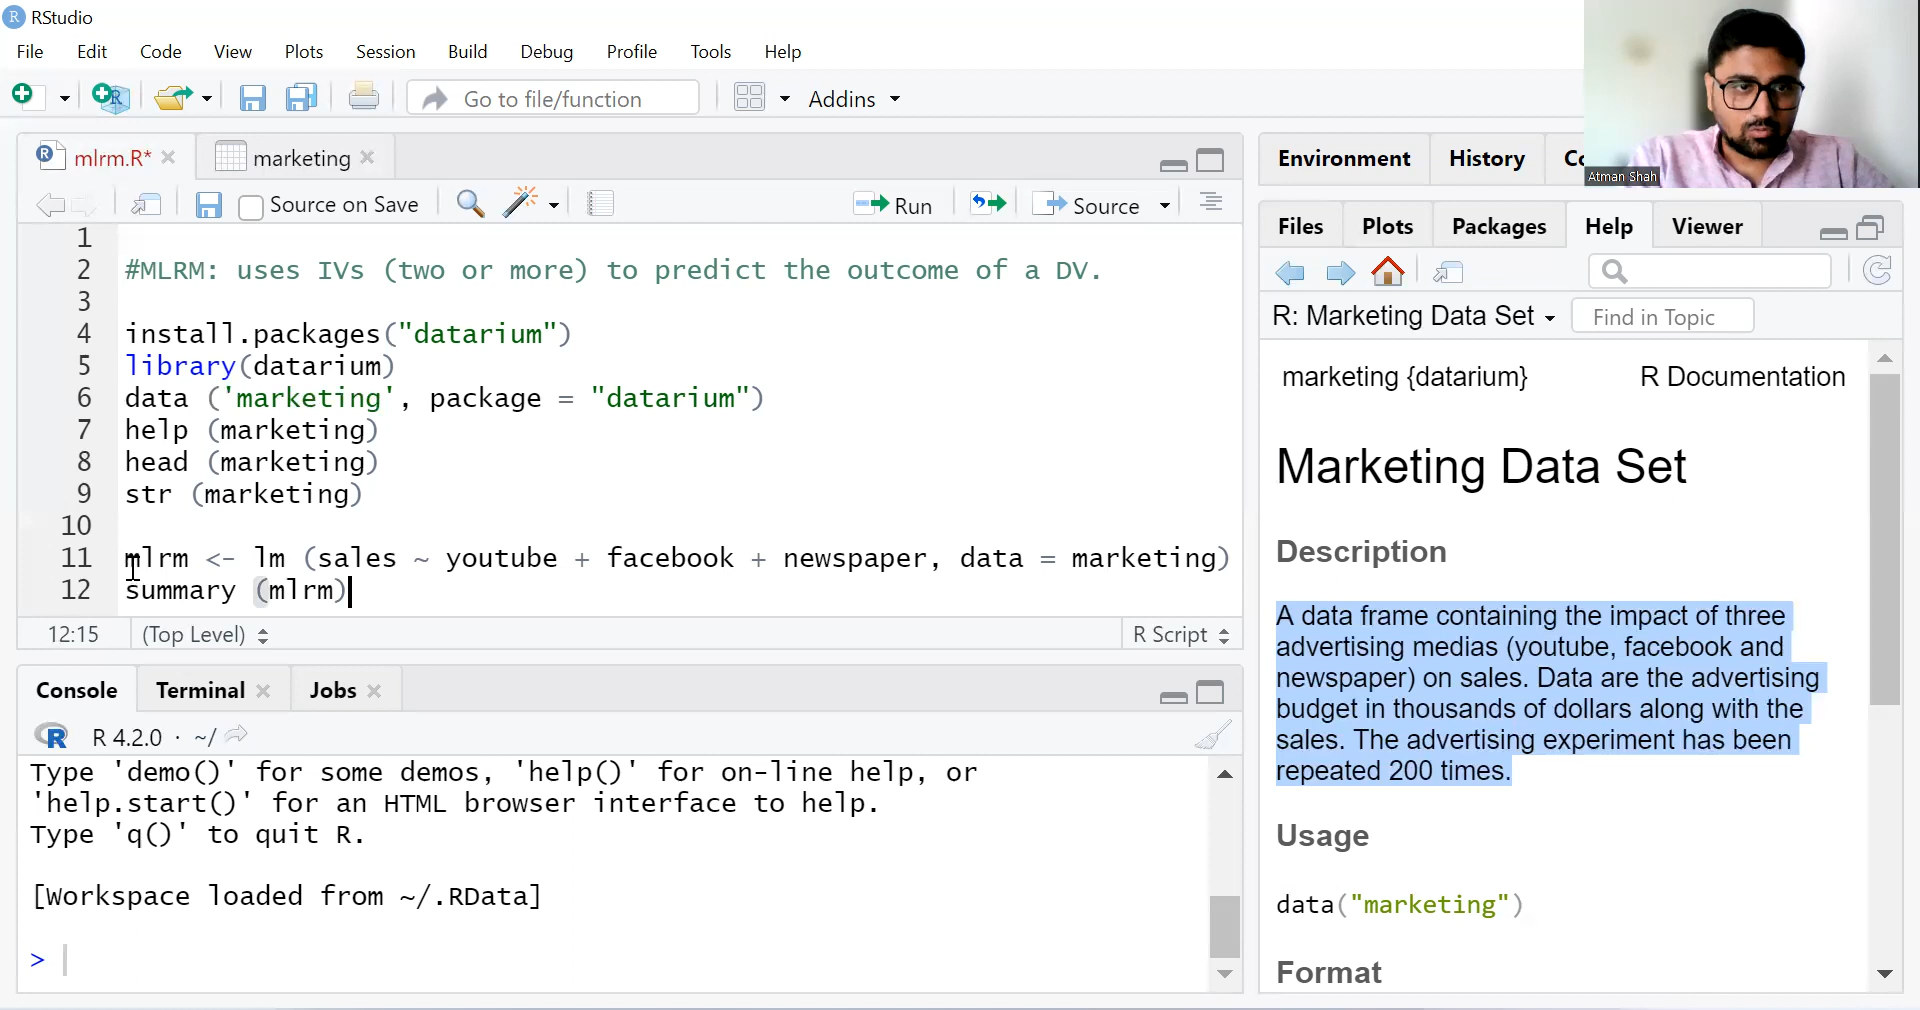 RStudio
File Edit Code View Plots Session Build Debug Profile Tools Help
Go to file/function Addins
mlrm.R* marketing
Source on Save Run Source
1
2 #MLRM: uses IVs (two or more) to predict the outcome of a DV.
3
4 install.packages("datarium")
5 library(datarium)
6 data ('marketing', package = "datarium")
7 help (marketing)
8 head (marketing)
9 str (marketing)
10
11 mlrm <- lm (sales ~ youtube + facebook + newspaper, data = marketing)
12 summary (mlrm)
12:15 (Top Level) R Script
Console Terminal Jobs
R 4.2.0 · ~/
Type 'demo()' for some demos, 'help()' for on-line help, or
'help.start()' for an HTML browser interface to help.
Type 'q()' to quit R.
[Workspace loaded from ~/.RData]
>
Environment History Co
Atman Shah
Files Plots Packages Help Viewer
R: Marketing Data Set Find in Topic
marketing {datarium} R Documentation
Marketing Data Set
Description
A data frame containing the impact of three
advertising medias (youtube, facebook and
newspaper) on sales. Data are the advertising
budget in thousands of dollars along with the
sales. The advertising experiment has been
repeated 200 times.
Usage
data("marketing")
Format